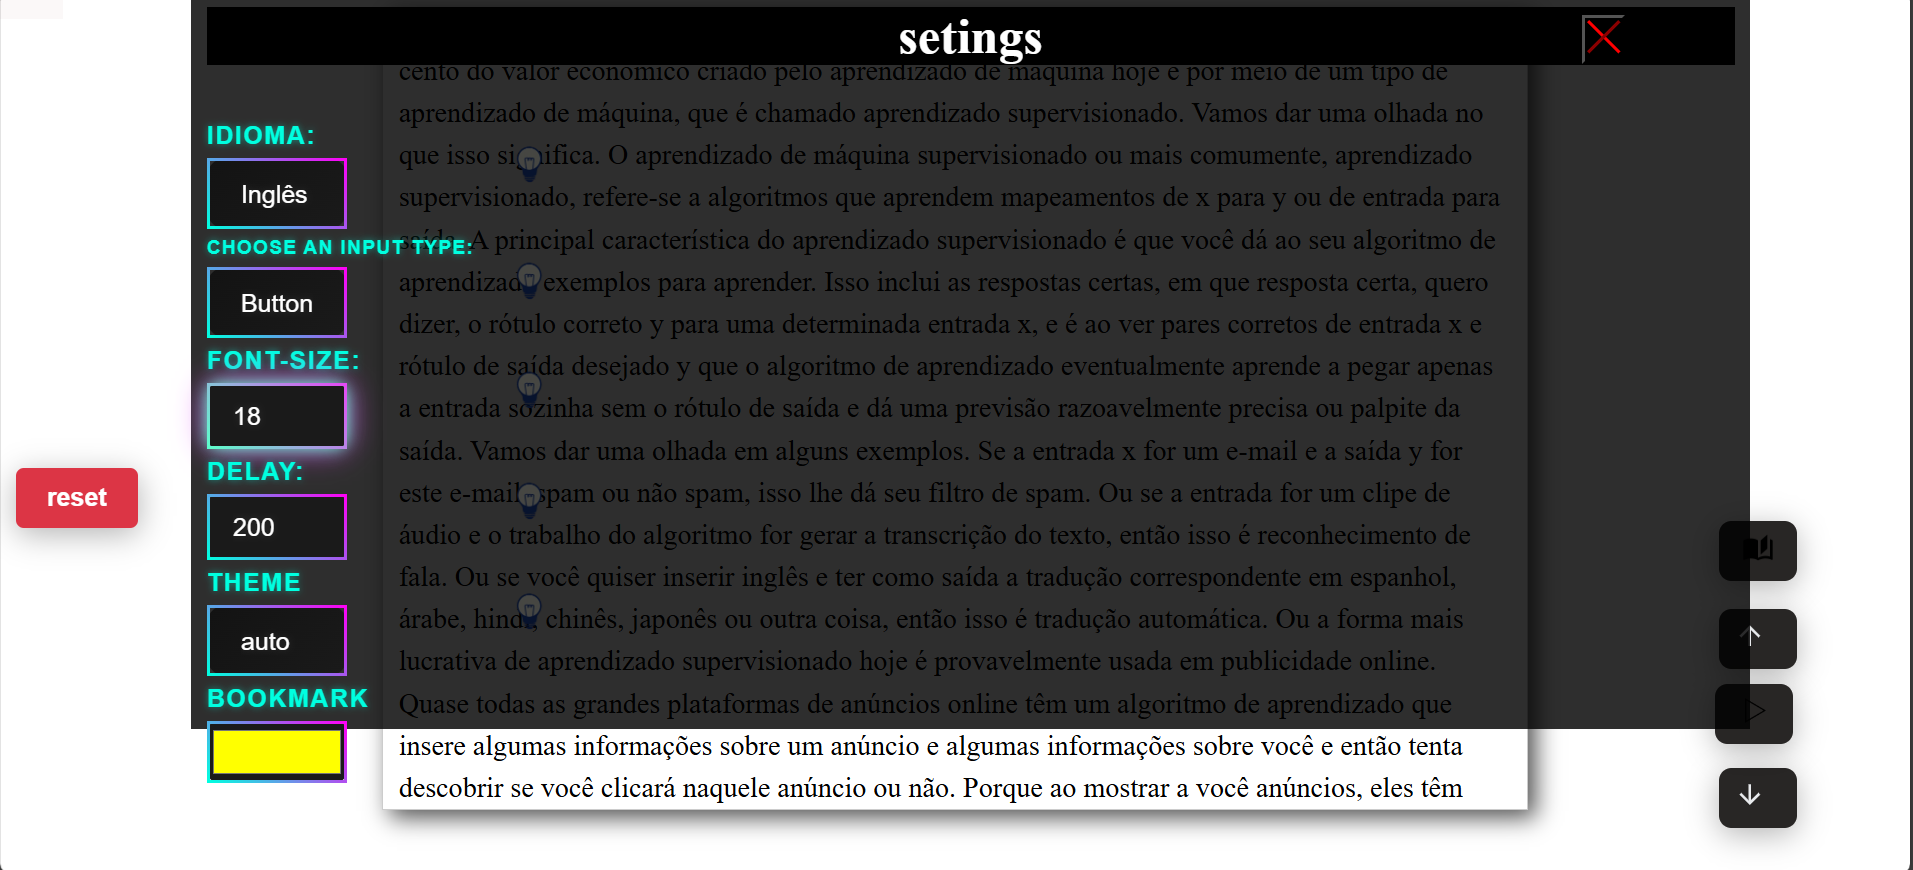 setings
cento do valor econômico criado pelo aprendizado de máquina hoje é por meio de um tipo de
aprendizado de máquina, que é chamado aprendizado supervisionado. Vamos dar uma olhada no
IDIOMA:
que isso significa. O aprendizado de máquina supervisionado ou mais comumente, aprendizado
Inglês
supervisionado, refere-se a algoritmos que aprendem mapeamentos de x para y ou de entrada para
CHOOSE AN INPUT TYPE:
saída. A principal característica do aprendizado supervisionado é que você dá ao seu algoritmo de
aprendizado exemplos para aprender. Isso inclui as respostas certas, em que resposta certa, quero
Button
dizer, o rótulo correto y para uma determinada entrada x, e é ao ver pares corretos de entrada x e
FONT-SIZE:
rótulo de saída desejado y que o algoritmo de aprendizado eventualmente aprende a pegar apenas
18
a entrada sozinha sem o rótulo de saída e dá uma previsão razoavelmente precisa ou palpite da
saída. Vamos dar uma olhada em alguns exemplos. Se a entrada x for um e-mail e a saída y for
DELAY:
este e-mail, spam ou não spam, isso lhe dá seu filtro de spam. Ou se a entrada for um clipe de
reset
200
áudio e o trabalho do algoritmo for gerar a transcrição do texto, então isso é reconhecimento de
fala. Ou se você quiser inserir inglês e ter como saída a tradução correspondente em espanhol,
THEME
árabe, hindi, chinês, japonês ou outra coisa, então isso é tradução automática. Ou a forma mais
auto
lucrativa de aprendizado supervisionado hoje é provavelmente usada em publicidade online.
BOOKMARK
Quase todas as grandes plataformas de anúncios online têm um algoritmo de aprendizado que
insere algumas informações sobre um anúncio e algumas informações sobre você e então tenta
descobrir se você clicará naquele anúncio ou não. Porque ao mostrar a você anúncios, eles têm